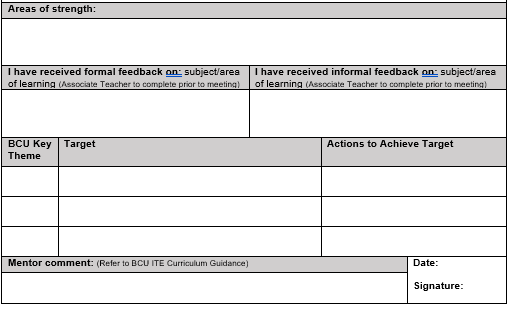 Areas of strength:
I have received formal feedback on: subject/area
of learning (Associate Teacher to complete prior to meeting)
I have received informal feedback on: subject/area
of learning (Associate Teacher to complete prior to meeting)
BCU Key
Theme
Target
Actions to Achieve Target
Mentor comment: (Refer to BCU ITE Curriculum Guidance)
Date:
Signature: